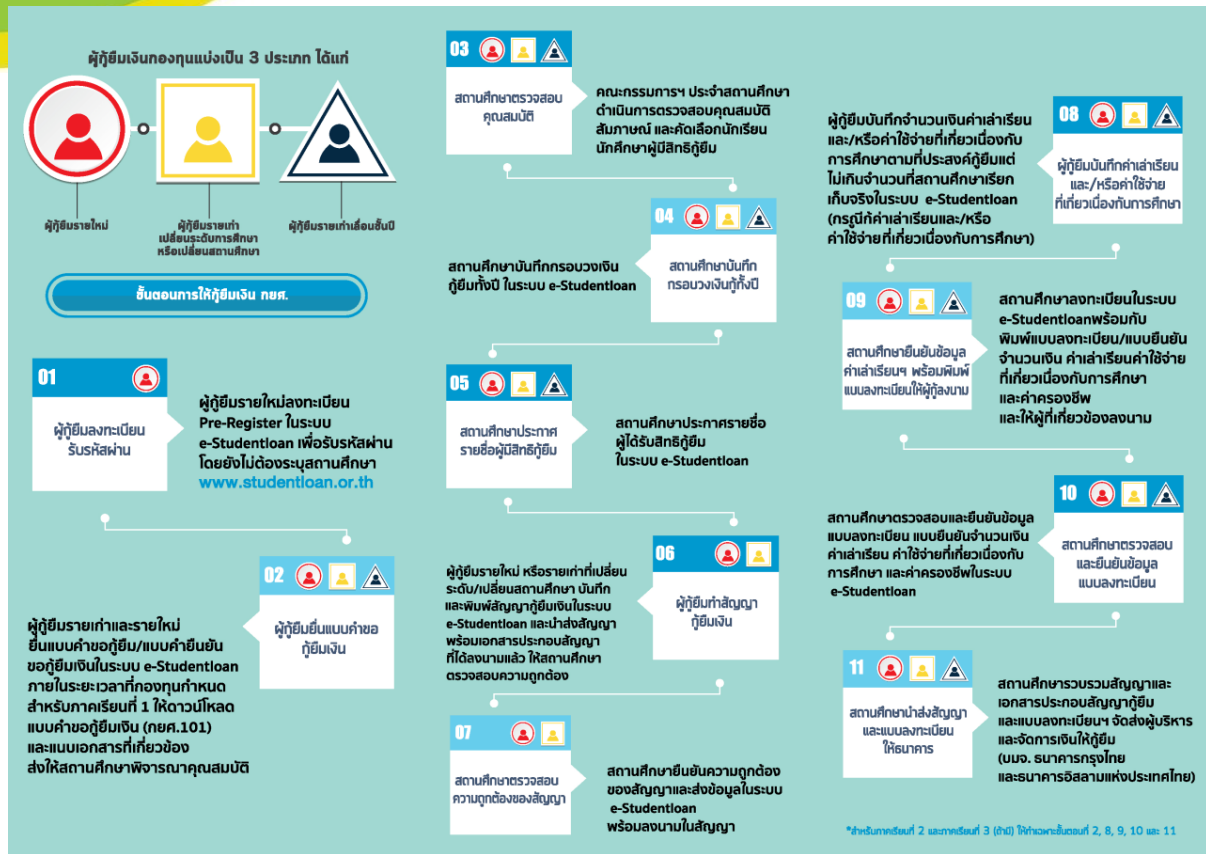 ผู้กู้ยืมเงินกองทุนแบ่งเป็น 3 ประเภท ได้แก่
ผู้กู้ยืมรายใหม่
ผู้กู้ยืมรายเก่า
เปลี่ยนระดับการศึกษา
หรือเปลี่ยนสถานศึกษา
ผู้กู้ยืมรายเก่าเลื่อนชั้นปี
ขั้นตอนการให้กู้ยืมเงิน กยศ.
01
ผู้กู้ยืมลงทะเบียน
รับรหัสผ่าน
ผู้กู้ยืมรายใหม่ลงทะเบียน
Pre-Register ในระบบ
e-Studentloan เพื่อรับรหัสผ่าน
โดยยังไม่ต้องระบุสถานศึกษา
www.studentloan.or.th
02
ผู้กู้ยืมยื่นแบบคำขอ
กู้ยืมเงิน
ผู้กู้ยืมรายเก่าและรายใหม่
ยื่นแบบคำขอกู้ยืม/แบบคำยืนยัน
ขอกู้ยืมเงินในระบบ e-Studentloan
ภายในระยะเวลาที่กองทุนกำหนด
สำหรับภาคเรียนที่ 1 ให้ดาวน์โหลด
แบบคำขอกู้ยืมเงิน (กยศ.101)
และแนบเอกสารที่เกี่ยวข้อง
ส่งให้สถานศึกษาพิจารณาคุณสมบัติ
03
สถานศึกษาตรวจสอบ
คุณสมบัติ
คณะกรรมการฯ ประจำสถานศึกษา
ดำเนินการตรวจสอบคุณสมบัติ
สัมภาษณ์ และคัดเลือกนักเรียน
นักศึกษาผู้มีสิทธิกู้ยืม
04
สถานศึกษาบันทึก
กรอบวงเงินกู้ทั้งปี
สถานศึกษาบันทึกกรอบวงเงิน
กู้ยืมทั้งปี ในระบบ e-Studentloan
05
สถานศึกษาประกาศ
รายชื่อผู้มีสิทธิกู้ยืม
สถานศึกษาประกาศรายชื่อ
ผู้ได้รับสิทธิกู้ยืม
ในระบบ e-Studentloan
06
ผู้กู้ยืมทำสัญญา
กู้ยืมเงิน
ผู้กู้ยืมรายใหม่ หรือรายเก่าที่เปลี่ยน
ระดับ/เปลี่ยนสถานศึกษา บันทึก
และพิมพ์สัญญากู้ยืมเงินในระบบ
e-Studentloan และนำส่งสัญญา
พร้อมเอกสารประกอบสัญญา
ที่ได้ลงนามแล้ว ให้สถานศึกษา
ตรวจสอบความถูกต้อง
07
สถานศึกษาตรวจสอบ
ความถูกต้องของสัญญา
สถานศึกษายืนยันความถูกต้อง
ของสัญญาและส่งข้อมูลในระบบ
e-Studentloan
พร้อมลงนามในสัญญา
08
ผู้กู้ยืมบันทึกค่าเล่าเรียน
และ/หรือค่าใช้จ่าย
ที่เกี่ยวเนื่องกับการศึกษา
ผู้กู้ยืมบันทึกจำนวนเงินค่าเล่าเรียน
และ/หรือค่าใช้จ่ายที่เกี่ยวเนื่องกับ
การศึกษาตามที่ประสงค์กู้ยืมแต่
ไม่เกินจำนวนที่สถานศึกษาเรียก
เก็บจริงในระบบ e-Studentloan
(กรณีกู้ค่าเล่าเรียนและ/หรือ
ค่าใช้จ่ายที่เกี่ยวเนื่องกับการศึกษา)
09
สถานศึกษายืนยันข้อมูล
ค่าเล่าเรียนฯ พร้อมพิมพ์
แบบลงทะเบียนให้ผู้กู้ลงนาม
สถานศึกษาลงทะเบียนในระบบ
e-Studentloanพร้อมกับ
พิมพ์แบบลงทะเบียน/แบบยืนยัน
จำนวนเงิน ค่าเล่าเรียนค่าใช้จ่าย
ที่เกี่ยวเนื่องกับการศึกษา
และค่าครองชีพ
และให้ผู้ที่เกี่ยวข้องลงนาม
10
สถานศึกษาตรวจสอบ
และยืนยันข้อมูล
แบบลงทะเบียน
สถานศึกษาตรวจสอบและยืนยันข้อมูล
แบบลงทะเบียน แบบยืนยันจำนวนเงิน
ค่าเล่าเรียน ค่าใช้จ่ายที่เกี่ยวเนื่องกับ
การศึกษา และค่าครองชีพในระบบ
e-Studentloan
11
สถานศึกษานำส่งสัญญา
และแบบลงทะเบียน
ให้ธนาคาร
สถานศึกษารวบรวมสัญญาและ
เอกสารประกอบสัญญากู้ยืม
และแบบลงทะเบียนฯ จัดส่งผู้บริหาร
และจัดการเงินให้กู้ยืม
(บมจ. ธนาคารกรุงไทย
และธนาคารอิสลามแห่งประเทศไทย)
*สำหรับภาคเรียนที่ 2 และภาคเรียนที่ 3 (ถ้ามี) ให้ทำเฉพาะขั้นตอนที่ 2, 8, 9, 10 และ 11